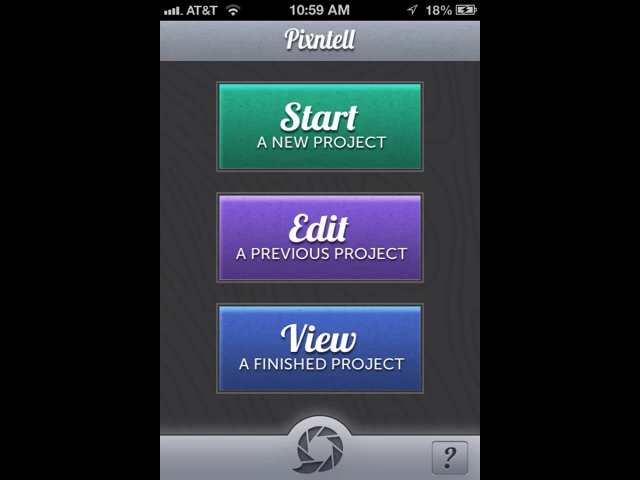 AT&T 10:59 AM 18%
Pixntell
Start
A NEW PROJECT
Edit
A PREVIOUS PROJECT
View
A FINISHED PROJECT
?